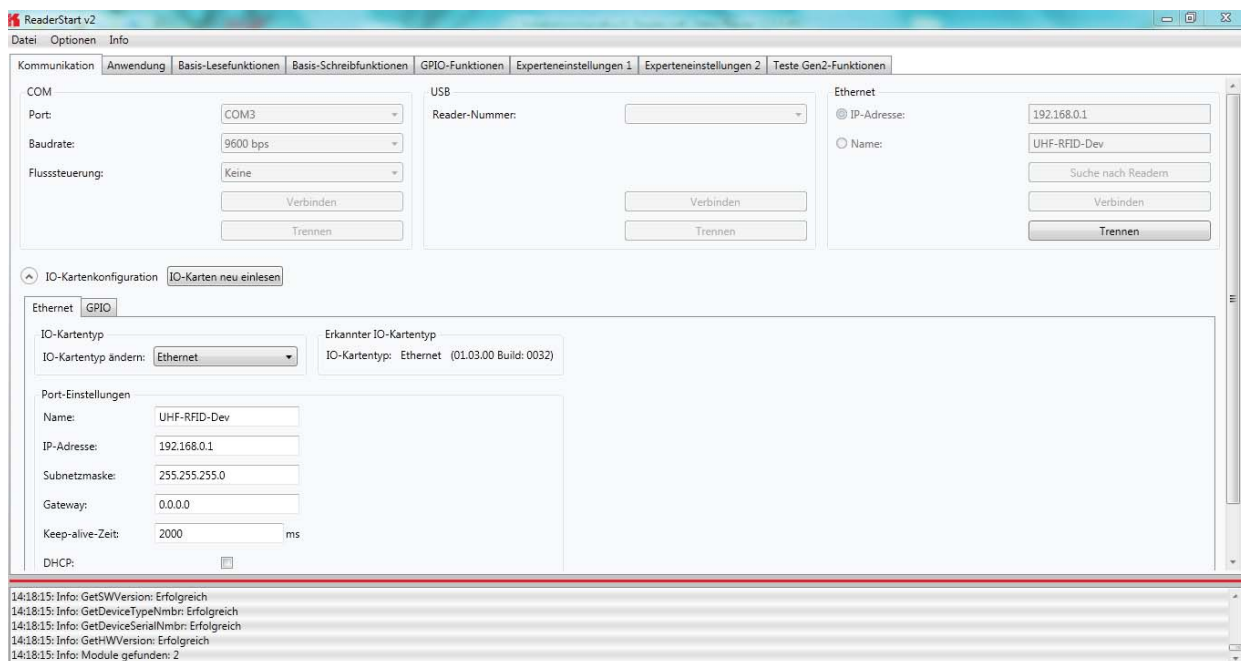 ReaderStart v2
Datei Optionen Info
Kommunikation Anwendung Basis-Lesefunktionen Basis-Schreibfunktionen GPIO-Funktionen Experteneinstellungen 1 Experteneinstellungen 2 Teste Gen2-Funktionen
COM
Port: COM3
Baudrate: 9600 bps
Flusssteuerung: Keine
Verbinden
Trennen
USB
Reader-Nummer:
Verbinden
Trennen
Ethernet
IP-Adresse: 192.168.0.1
Name: UHF-RFID-Dev
Suche nach Readern
Verbinden
Trennen
IO-Kartenkonfiguration IO-Karten neu einlesen
Ethernet GPIO
IO-Kartentyp
IO-Kartentyp ändern: Ethernet
Erkannter IO-Kartentyp
IO-Kartentyp: Ethernet (01.03.00 Build: 0032)
Port-Einstellungen
Name: UHF-RFID-Dev
IP-Adresse: 192.168.0.1
Subnetzmaske: 255.255.255.0
Gateway: 0.0.0.0
Keep-alive-Zeit: 2000 ms
DHCP:
14:18:15: Info: GetSWVersion: Erfolgreich
14:18:15: Info: GetDeviceTypeNmbr: Erfolgreich
14:18:15: Info: GetDeviceSerialNmbr: Erfolgreich
14:18:15: Info: GetHWVersion: Erfolgreich
14:18:15: Info: Module gefunden: 2